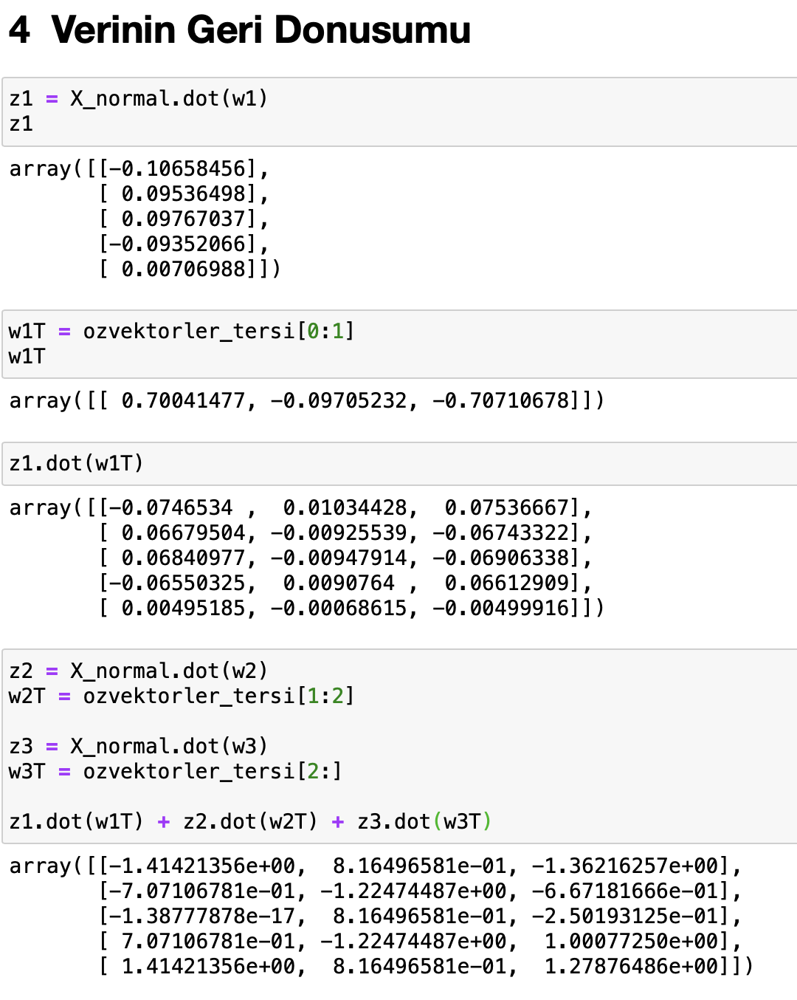 4 Verinin Geri Donusumu
z1 = X_normal.dot(w1)
z1
array([[-0.10658456],
[ 0.09536498],
[ 0.09767037],
[-0.09352066],
[ 0.00706988]])
w1T = ozvektorler_tersi[0:1]
w1T
array([[ 0.70041477, -0.09705232, -0.70710678]])
z1.dot(w1T)
array([[-0.0746534 ,  0.01034428,  0.07536667],
[ 0.06679504, -0.00925539, -0.06743322],
[ 0.06840977, -0.00947914, -0.06906338],
[-0.06550325,  0.0090764 ,  0.06612909],
[ 0.00495185, -0.00068615, -0.00499916]])
z2 = X_normal.dot(w2)
w2T = ozvektorler_tersi[1:2]
z3 = X_normal.dot(w3)
w3T = ozvektorler_tersi[2:]
z1.dot(w1T) + z2.dot(w2T) + z3.dot(w3T)
array([[-1.41421356e+00,  8.16496581e-01, -1.36216257e+00],
[-7.07106781e-01, -1.22474487e+00, -6.67181666e-01],
[-1.38777878e-17,  8.16496581e-01, -2.50193125e-01],
[ 7.07106781e-01, -1.22474487e+00,  1.00077250e+00],
[ 1.41421356e+00,  8.16496581e-01,  1.27876486e+00]])